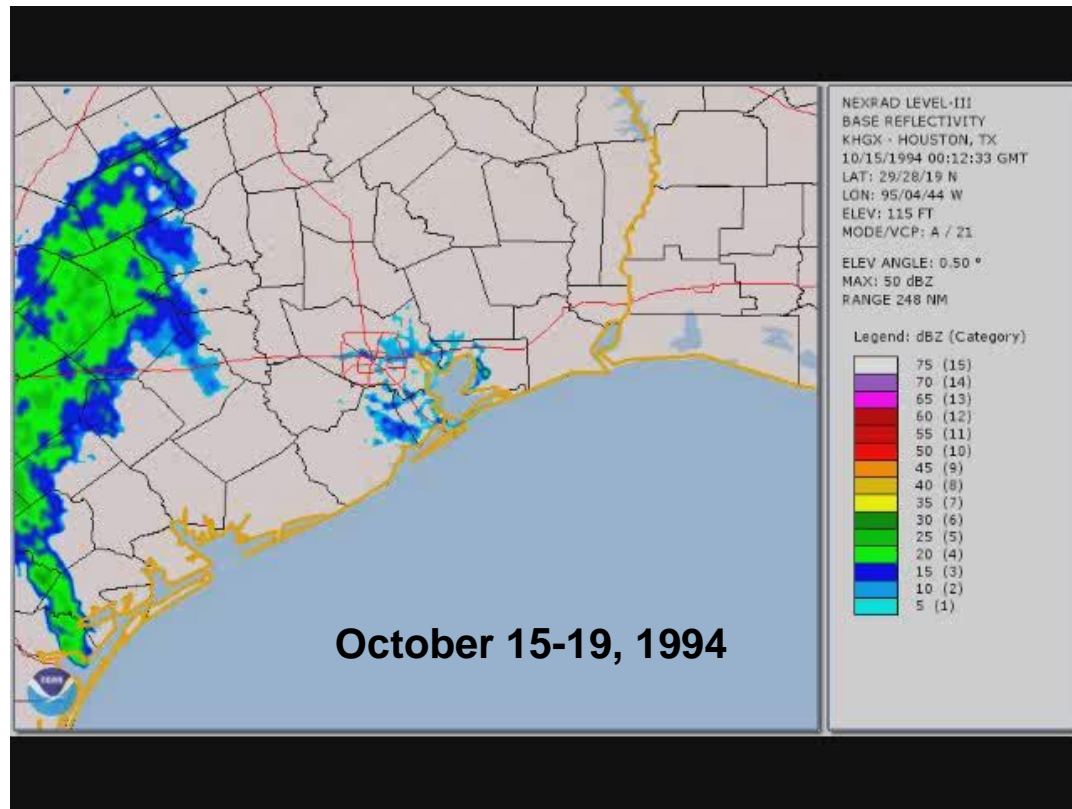 NEXRAD LEVEL-III
BASE REFLECTIVITY
KHGX - HOUSTON, TX
10/15/1994 00:12:33 GMT
LAT: 29/28/19 N
LON: 95/04/44 W
ELEV: 115 FT
MODE/VCP: A / 21
ELEV ANGLE: 0.50 °
MAX: 50 dBZ
RANGE 248 NM
Legend: dBZ (Category)
75 (15)
70 (14)
65 (13)
60 (12)
55 (11)
50 (10)
45 (9)
40 (8)
35 (7)
30 (6)
25 (5)
20 (4)
15 (3)
10 (2)
5 (1)
October 15-19, 1994